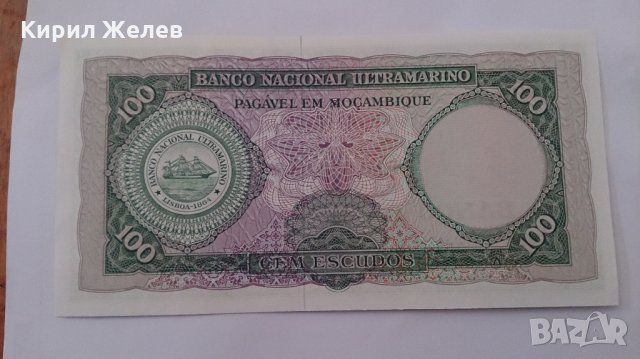 Кирил Желев
BANCO NACIONAL ULTRAMARINO
PAGÁVEL EM MOÇAMBIQUE
100
100
BANCO NACIONAL ULTRAMARINO
LISBOA-1864
100
100
CEM ESCUDOS
BAZAR